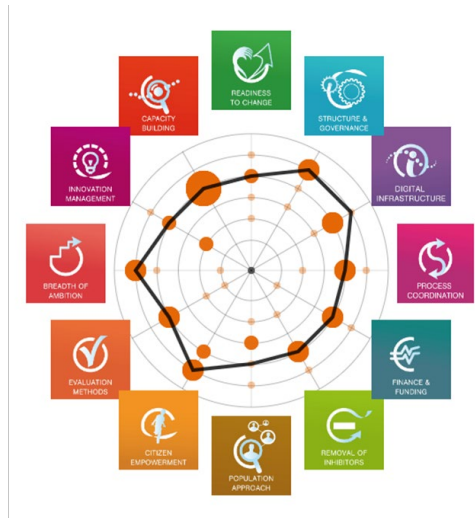 READINESS
TO CHANGE
STRUCTURE &
GOVERNANCE
DIGITAL
INFRASTRUCTURE
PROCESS
COORDINATION
FINANCE &
FUNDING
REMOVAL OF
INHIBITORS
POPULATION
APPROACH
CITIZEN
EMPOWERMENT
EVALUATION
METHODS
BREADTH OF
AMBITION
INNOVATION
MANAGEMENT
CAPACITY
BUILDING